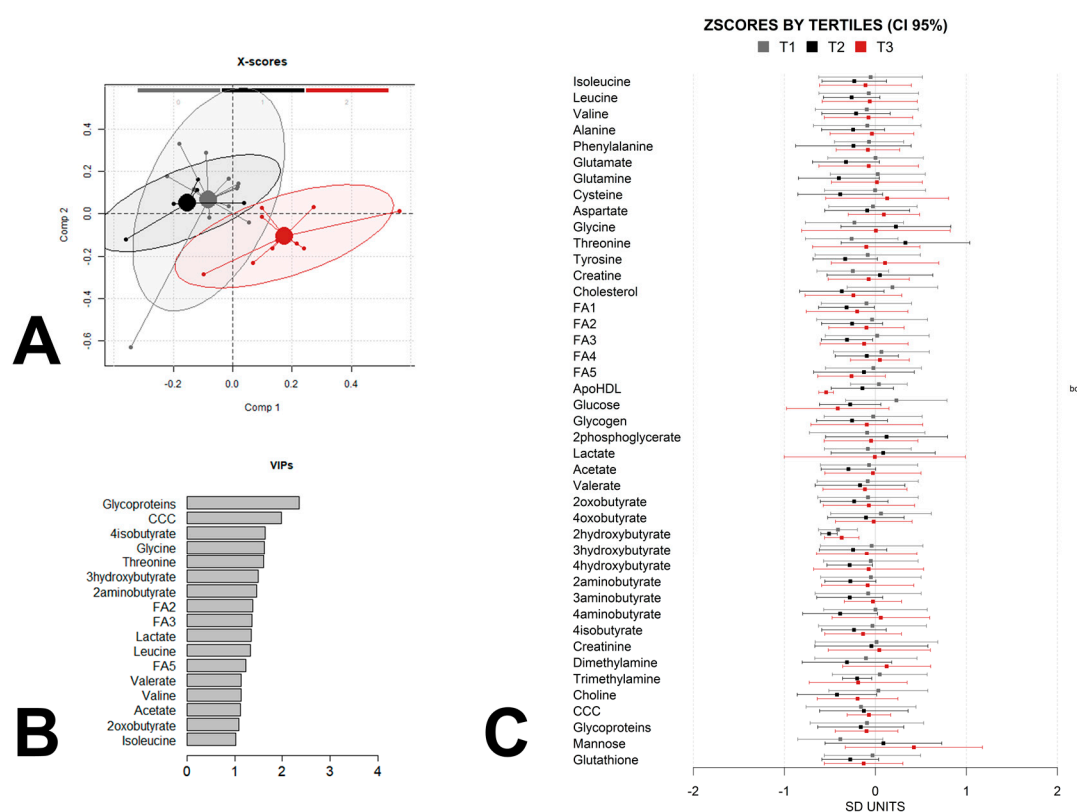 ZSCORES BY TERTILES (CI 95%)
T1 T2 T3
X-scores
0 1 2
0.4
0.2
0.0
-0.2
-0.4
-0.6
Comp 2
-0.2 0.0 0.2 0.4
Comp 1
A
VIPs
Glycoproteins
CCC
4isobutyrate
Glycine
Threonine
3hydroxybutyrate
2aminobutyrate
FA2
FA3
Lactate
Leucine
FA5
Valerate
Valine
Acetate
2oxobutyrate
Isoleucine
0 1 2 3 4
B
Isoleucine
Leucine
Valine
Alanine
Phenylalanine
Glutamate
Glutamine
Cysteine
Aspartate
Glycine
Threonine
Tyrosine
Creatine
Cholesterol
FA1
FA2
FA3
FA4
FA5
ApoHDL
Glucose
Glycogen
2phosphoglycerate
Lactate
Acetate
Valerate
2oxobutyrate
4oxobutyrate
2hydroxybutyrate
3hydroxybutyrate
4hydroxybutyrate
2aminobutyrate
3aminobutyrate
4aminobutyrate
4isobutyrate
Creatinine
Dimethylamine
Trimethylamine
Choline
CCC
Glycoproteins
Mannose
Glutathione
-2 -1 0 1 2
SD UNITS
C